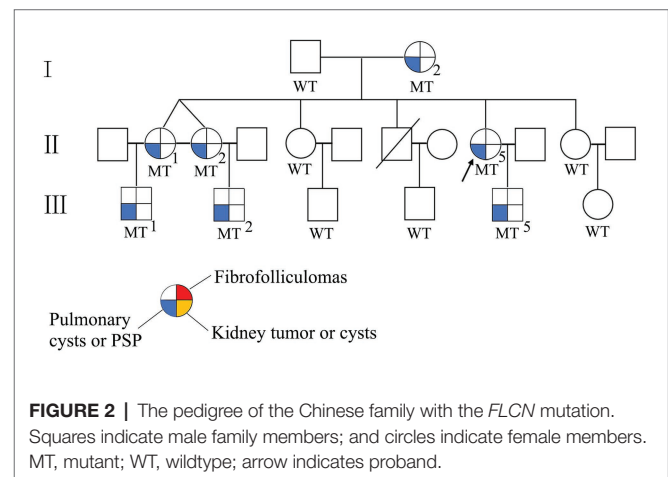 I
WT
2
MT
II
MT 1
MT 2
WT
MT 5
WT
III
MT 1
MT 2
WT
WT
MT 5
WT
Fibrofolliculomas
Pulmonary
cysts or PSP
Kidney tumor or cysts
FIGURE 2 | The pedigree of the Chinese family with the FLCN mutation.
Squares indicate male family members; and circles indicate female members.
MT, mutant; WT, wildtype; arrow indicates proband.